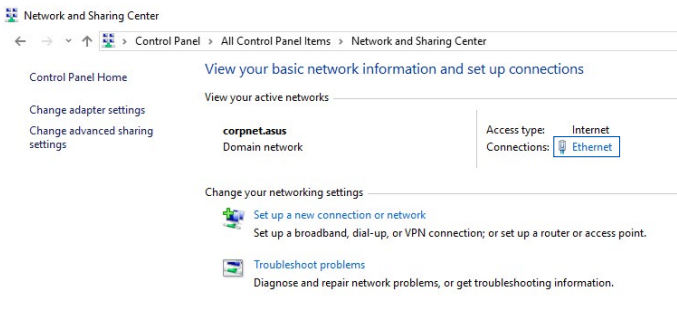 Network and Sharing Center
Control Panel > All Control Panel Items > Network and Sharing Center
Control Panel Home
Change adapter settings
Change advanced sharing
settings
View your basic network information and set up connections
View your active networks
corpnet.asus
Domain network
Access type: Internet
Connections: Ethernet
Change your networking settings
Set up a new connection or network
Set up a broadband, dial-up, or VPN connection; or set up a router or access point.
Troubleshoot problems
Diagnose and repair network problems, or get troubleshooting information.